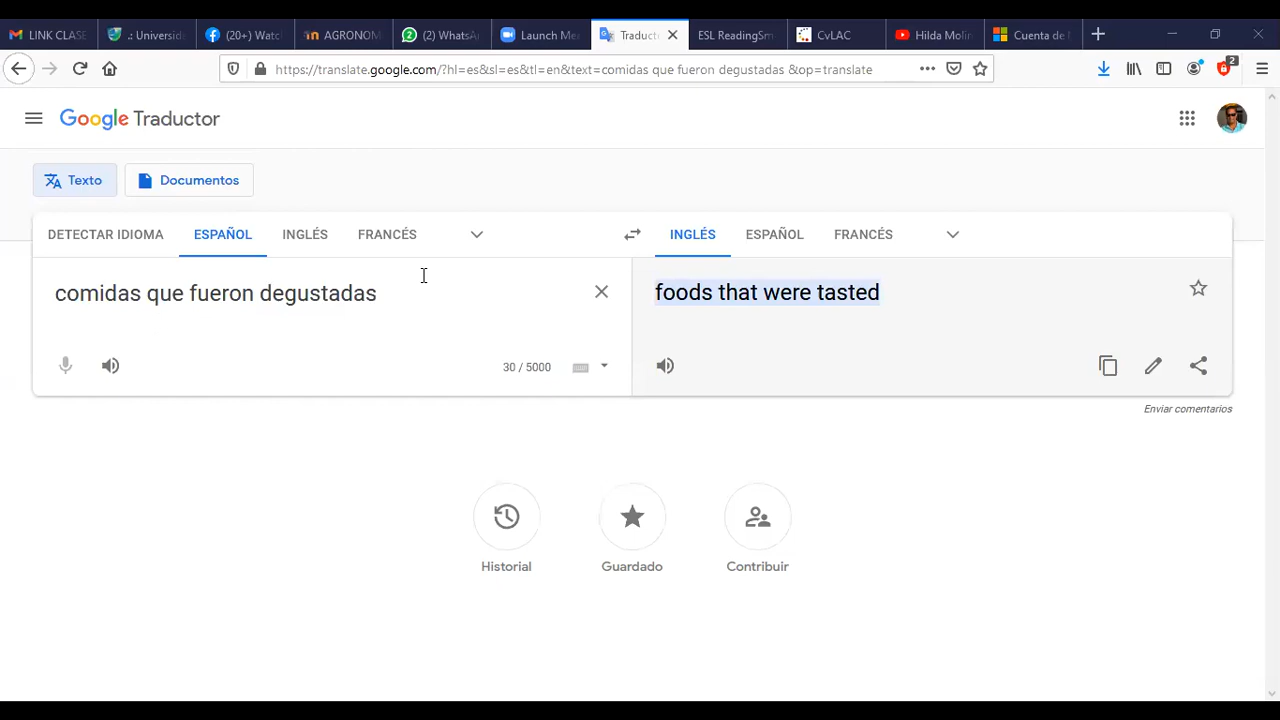 LINK CLASE
.: Universid
(20+) Watc
AGRONOM
(2) WhatsA
Launch Mee
Traducto
ESL ReadingSm
CvLAC
Hilda Molin
Cuenta de M
https://translate.google.com/?hl=es&sl=es&tl=en&text=comidas que fueron degustadas &op=translate
2
Google Traductor
Texto
Documentos
DETECTAR IDIOMA
ESPAÑOL
INGLÉS
FRANCÉS
INGLÉS
ESPAÑOL
FRANCÉS
comidas que fueron degustadas
foods that were tasted
30 / 5000
Enviar comentarios
Historial
Guardado
Contribuir